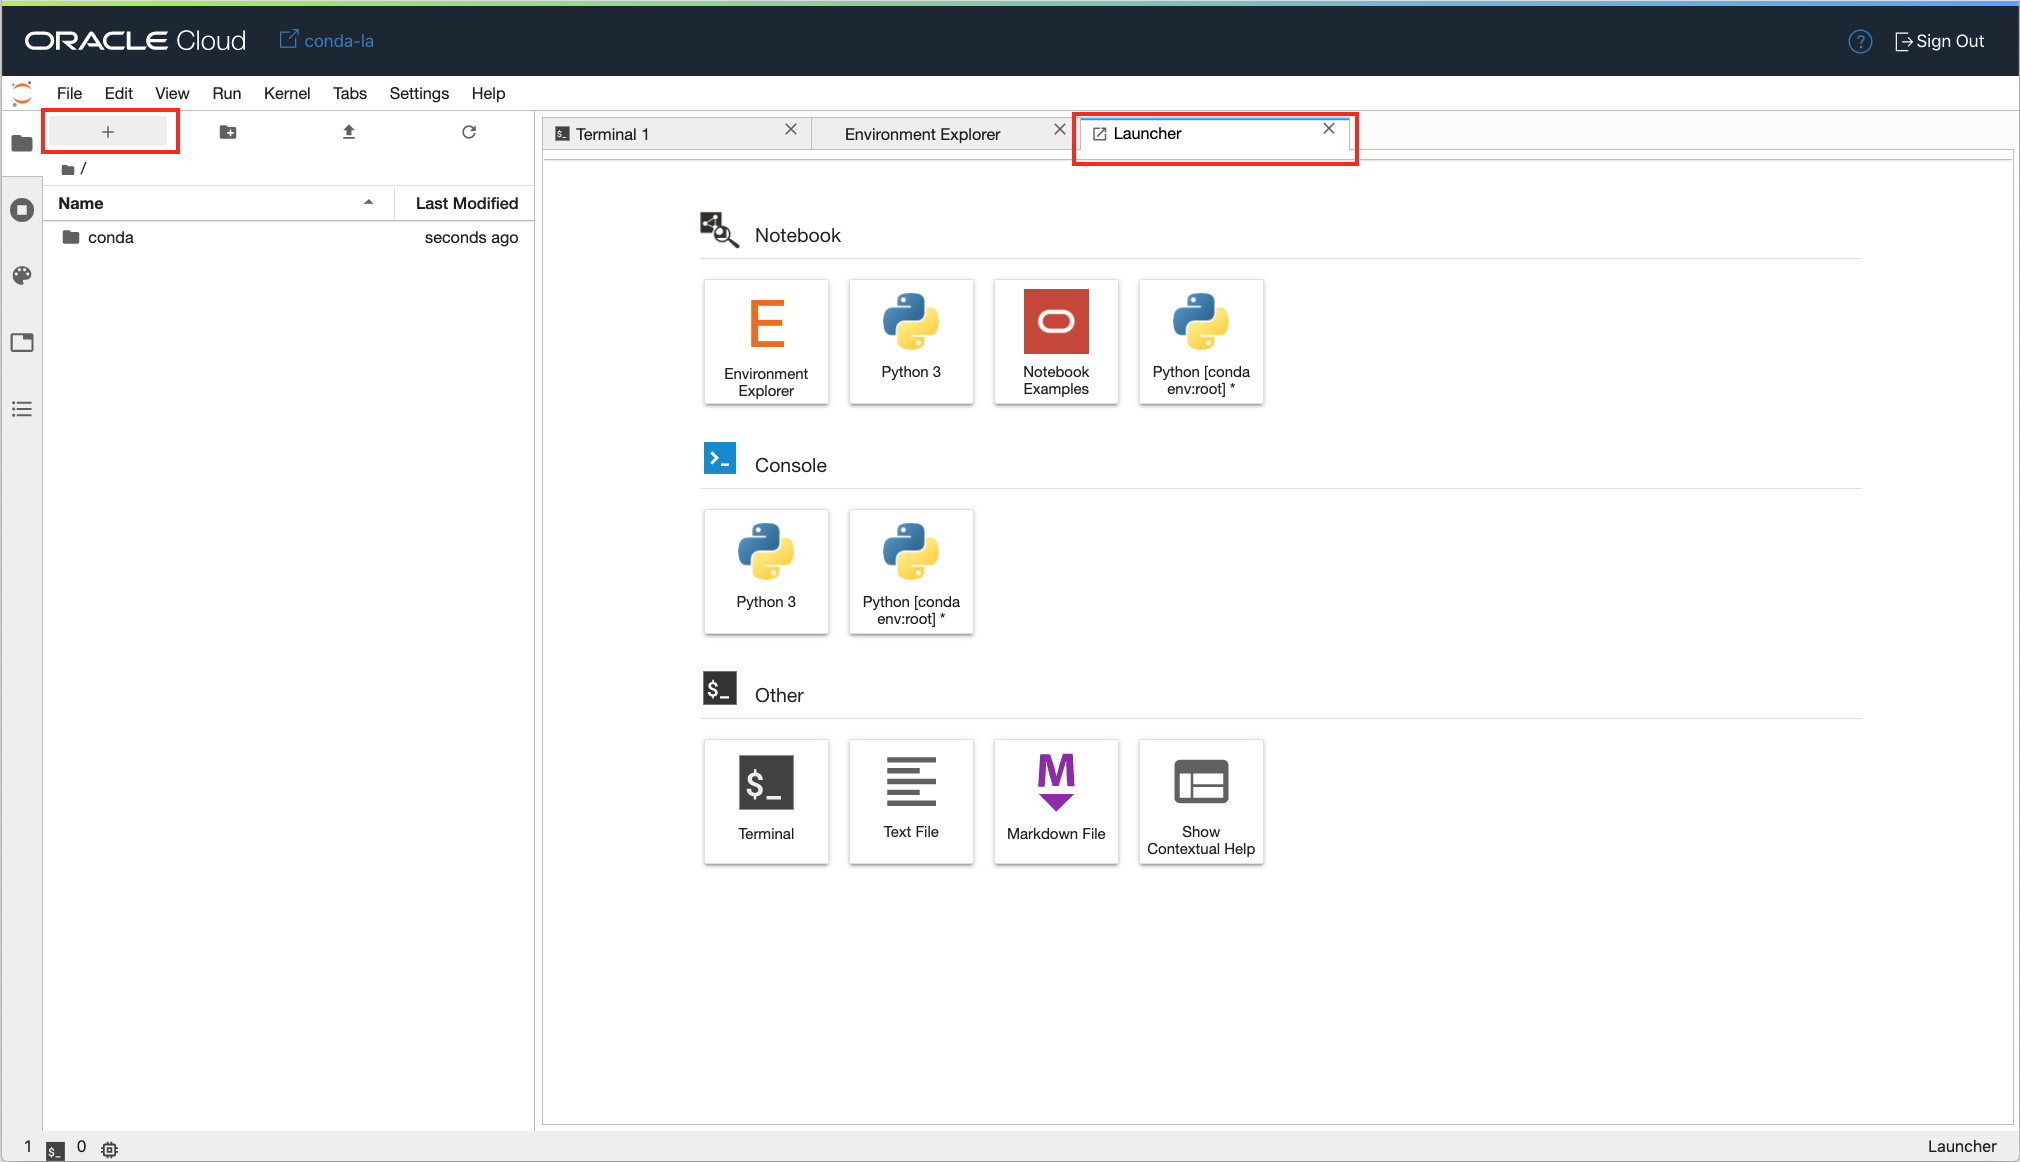 ORACLE Cloud conda-la ? Sign Out
File Edit View Run Kernel Tabs Settings Help
+
Terminal 1 Environment Explorer Launcher
/
Name Last Modified
conda seconds ago
Notebook
E
Environment
Explorer
Python 3
Notebook
Examples
Python [conda
env:root] *
>_ Console
Python 3
Python [conda
env:root] *
$_ Other
$_
Terminal
Text File
M
Markdown File
Show
Contextual Help
1 $_ 0 Launcher